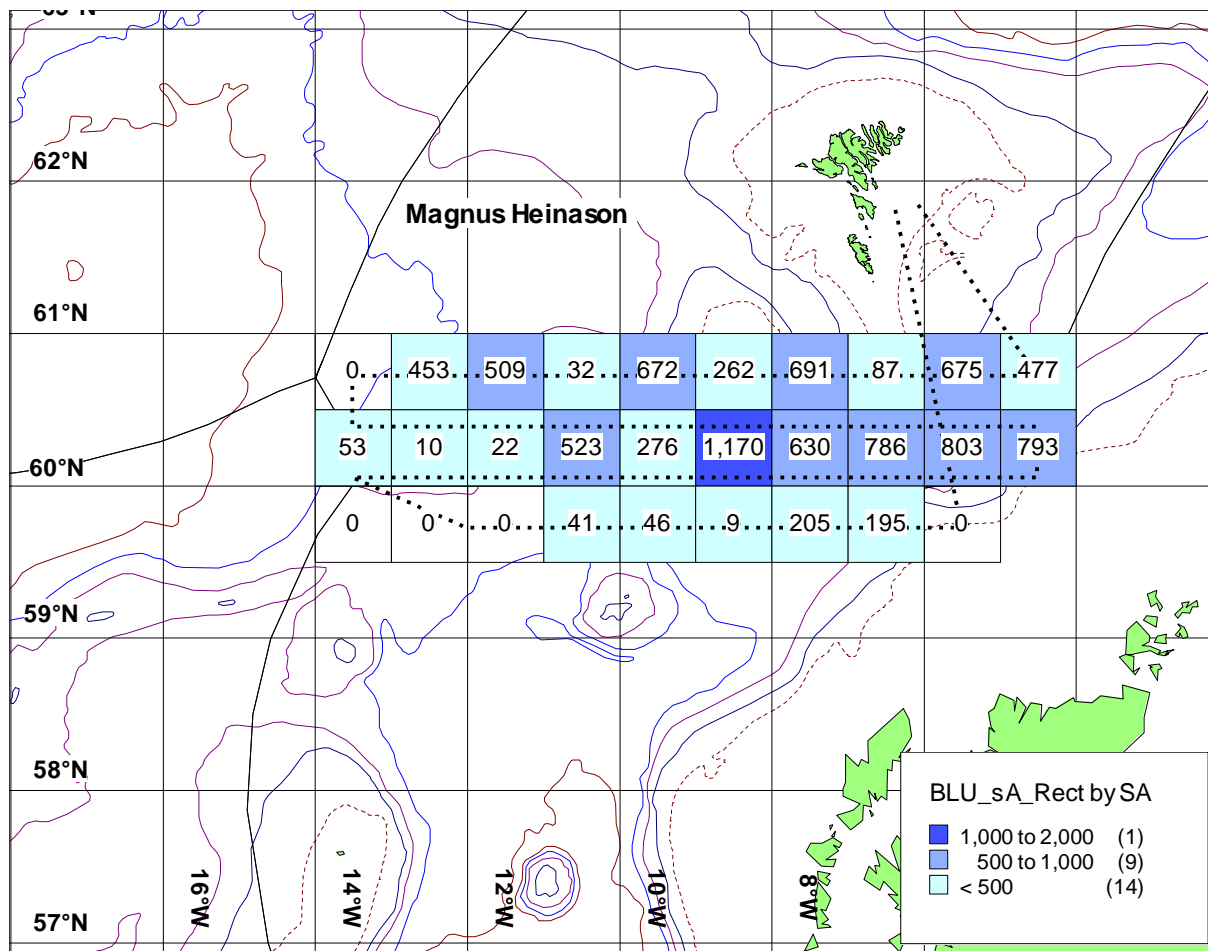 63°N
62°N
Magnus Heinason
61°N
0 453 509 32 672 262 691 87 675 477
53 10 22 523 276 1,170 630 786 803 793
60°N
0 0 0 41 46 9 205 195 0
59°N
58°N
BLU_sA_Rect by SA
1,000 to 2,000 (1)
500 to 1,000 (9)
< 500 (14)
16°W 14°W 12°W 10°W 8°W
57°N